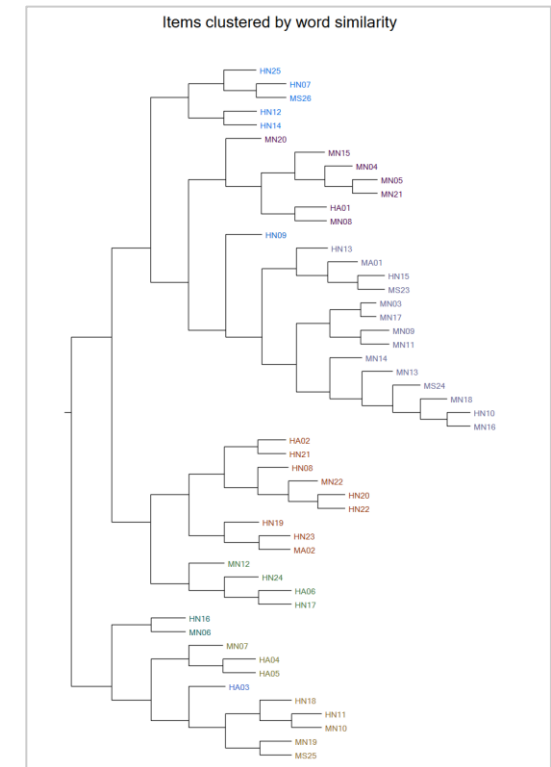 Items clustered by word similarity
HN25
HN07
MS26
HN12
HN14
MN20
MN15
MN04
MN05
MN21
HA01
MN08
HN09
HN13
MA01
HN15
MS23
MN03
MN17
MN09
MN11
MN14
MN13
MS24
MN18
HN10
MN16
HA02
HN21
HN08
MN22
HN20
HN22
HN19
HN23
MA02
MN12
HN24
HA06
HN17
HN16
MN06
MN07
HA04
HA05
HA03
HN18
HN11
MN10
MN19
MS25